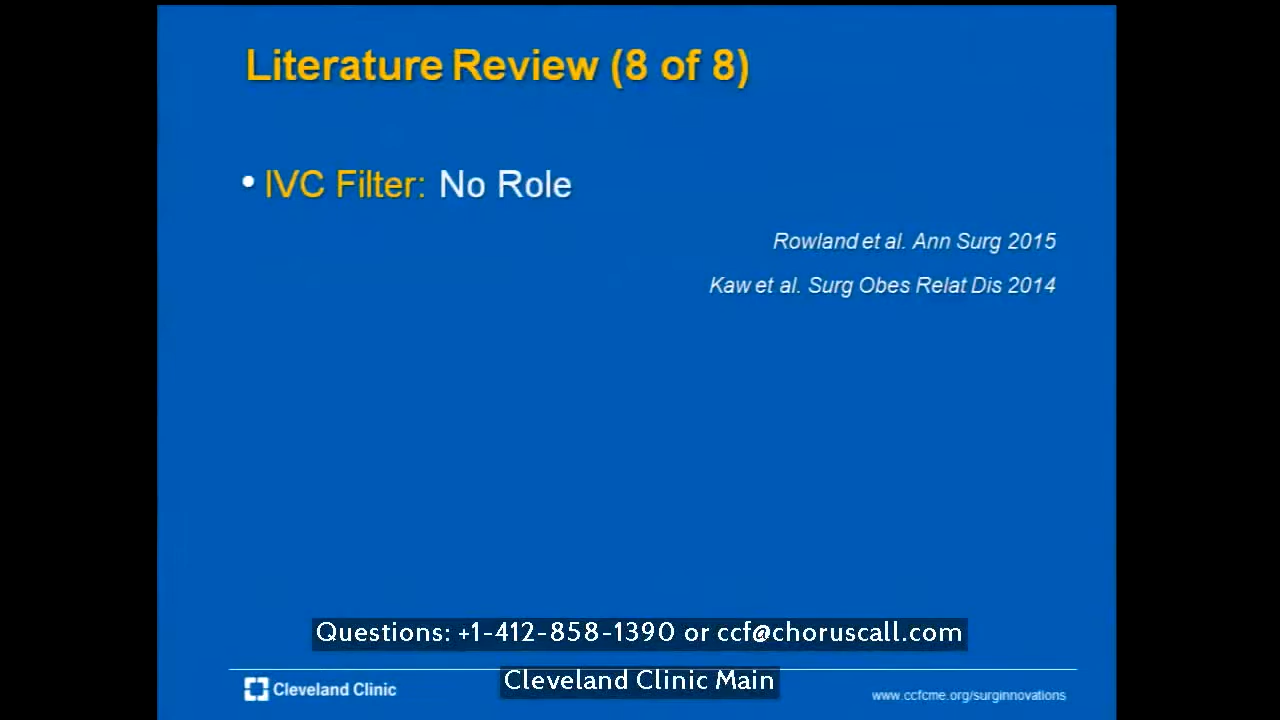 Literature Review (8 of 8)
• IVC Filter: No Role
Rowland et al. Ann Surg 2015
Kaw et al. Surg Obes Relat Dis 2014
Questions: +1-412-858-1390 or ccf@choruscall.com
Cleveland Clinic Main
Cleveland Clinic
www.ccfcme.org/surginnovations